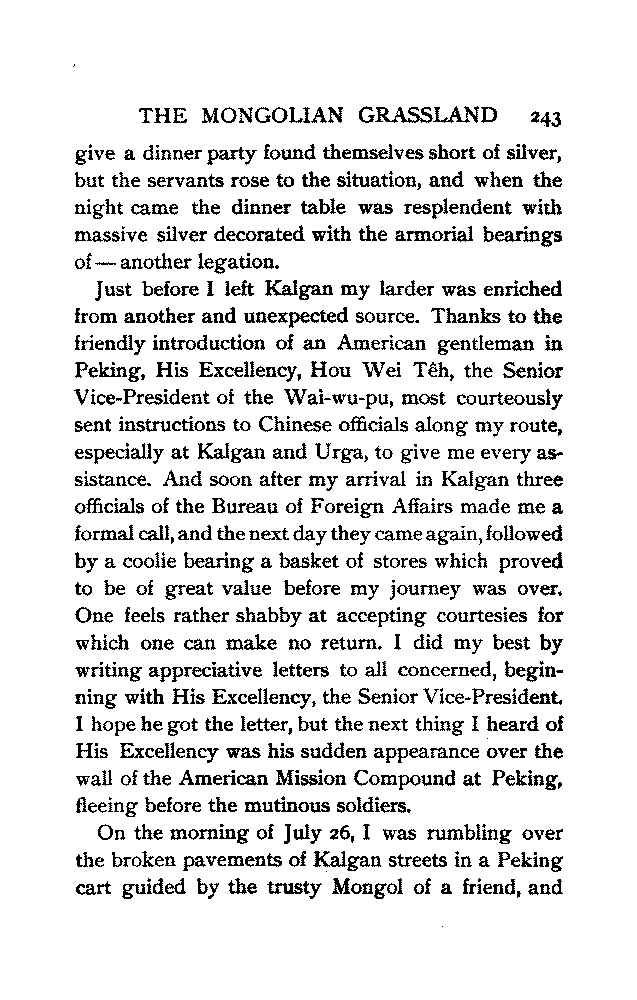 THE MONGOLIAN GRASSLAND 243
give a dinner party found themselves short of silver,
but the servants rose to the situation, and when the
night came the dinner table was resplendent with
massive silver decorated with the armorial bearings
of — another legation.
Just before I left Kalgan my larder was enriched
from another and unexpected source. Thanks to the
friendly introduction of an American gentleman in
Peking, His Excellency, Hou Wei Têh, the Senior
Vice-President of the Wai-wu-pu, most courteously
sent instructions to Chinese officials along my route,
especially at Kalgan and Urga, to give me every as-
sistance. And soon after my arrival in Kalgan three
officials of the Bureau of Foreign Affairs made me a
formal call, and the next day they came again, followed
by a coolie bearing a basket of stores which proved
to be of great value before my journey was over.
One feels rather shabby at accepting courtesies for
which one can make no return. I did my best by
writing appreciative letters to all concerned, begin-
ning with His Excellency, the Senior Vice-President.
I hope he got the letter, but the next thing I heard of
His Excellency was his sudden appearance over the
wall of the American Mission Compound at Peking,
fleeing before the mutinous soldiers.
On the morning of July 26, I was rumbling over
the broken pavements of Kalgan streets in a Peking
cart guided by the trusty Mongol of a friend, and